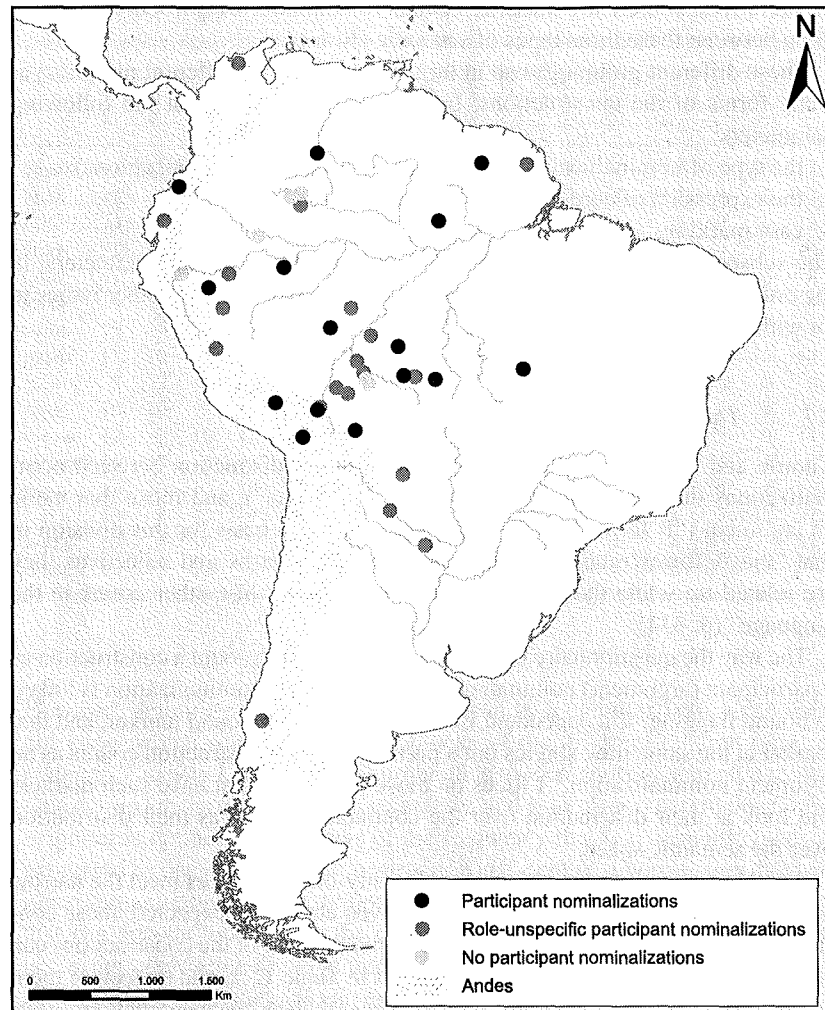 N
Participant nominalizations
Role-unspecific participant nominalizations
No participant nominalizations
Andes
0 500 1.000 1.500
Km